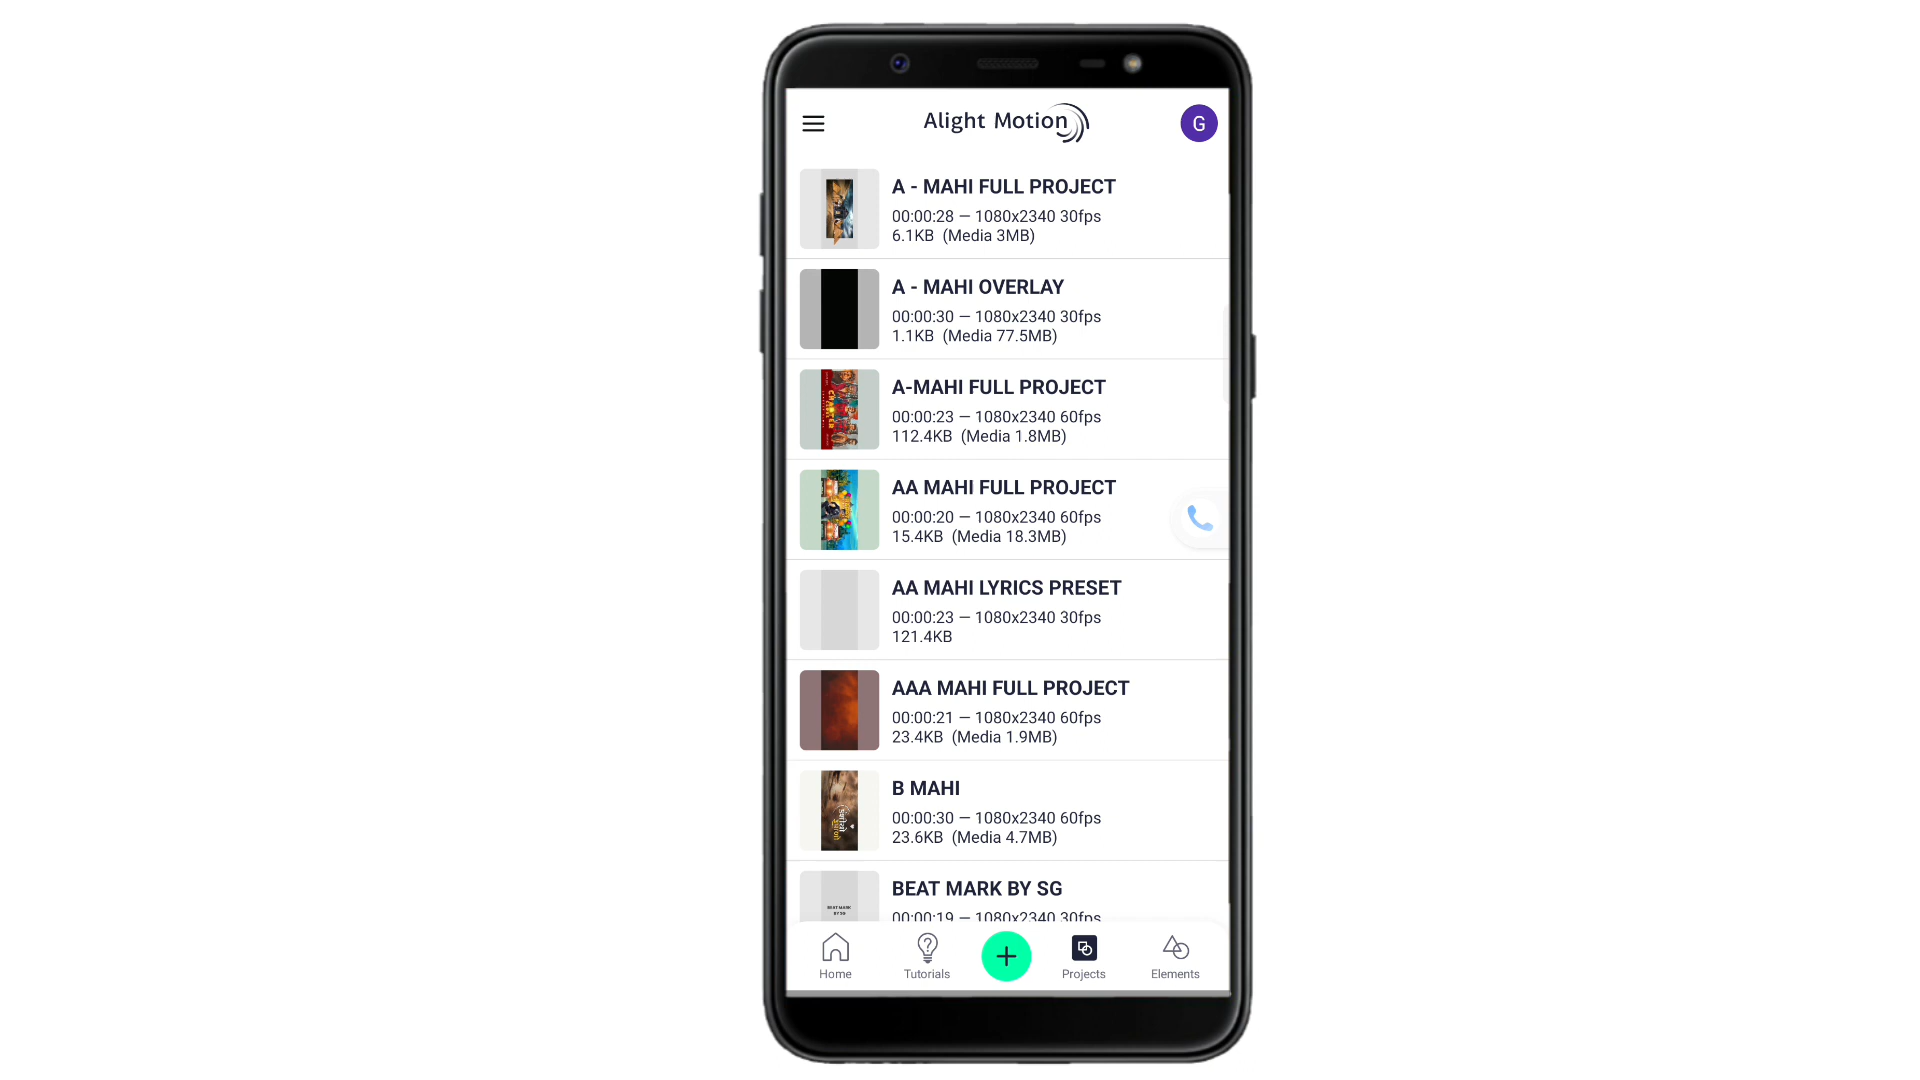 Alight Motion
G
A - MAHI FULL PROJECT
00:00:28 — 1080x2340 30fps
6.1KB (Media 3MB)
A - MAHI OVERLAY
00:00:30 — 1080x2340 30fps
1.1KB (Media 77.5MB)
A-MAHI FULL PROJECT
00:00:23 — 1080x2340 60fps
112.4KB (Media 1.8MB)
AA MAHI FULL PROJECT
00:00:20 — 1080x2340 60fps
15.4KB (Media 18.3MB)
AA MAHI LYRICS PRESET
00:00:23 — 1080x2340 30fps
121.4KB
AAA MAHI FULL PROJECT
00:00:21 — 1080x2340 60fps
23.4KB (Media 1.9MB)
B MAHI
00:00:30 — 1080x2340 60fps
23.6KB (Media 4.7MB)
BEAT MARK
BY SG
BEAT MARK BY SG
00:00:19 — 1080x2340 30fps
Home
Tutorials
Projects
Elements